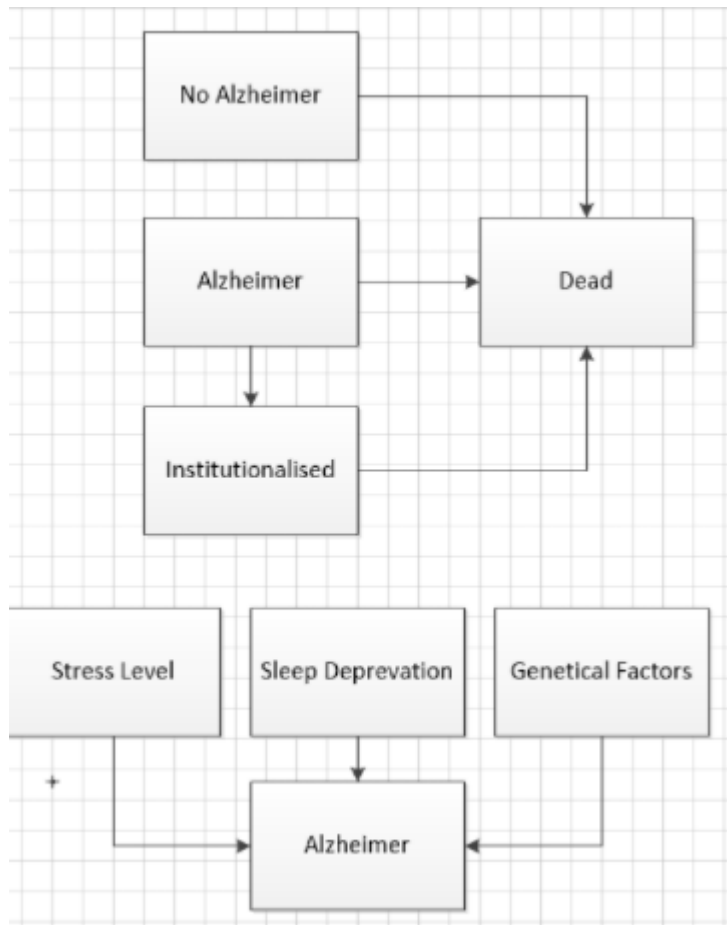 No Alzheimer
Alzheimer
Dead
Institutionalised
Stress Level
Sleep Deprevation
Genetical Factors
Alzheimer